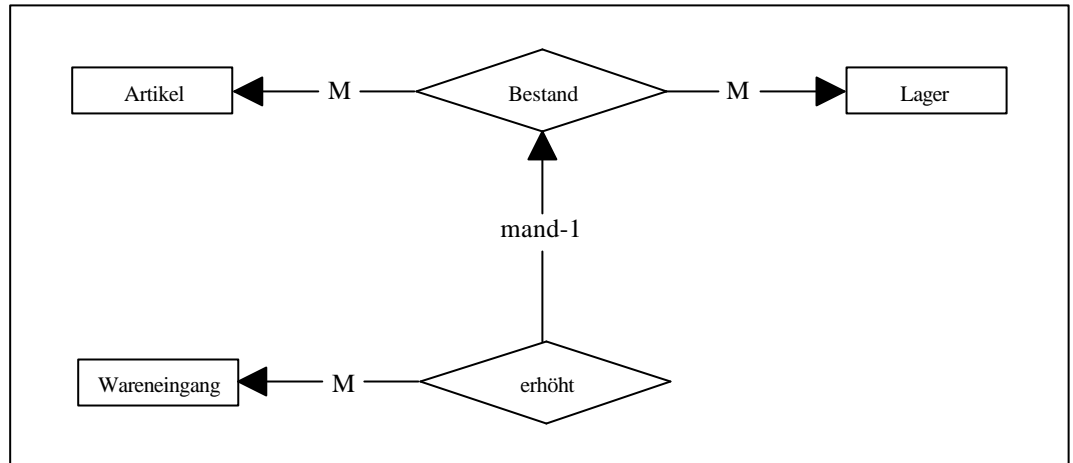 Artikel
M
Bestand
M
Lager
mand-1
Wareneingang
M
erhöht